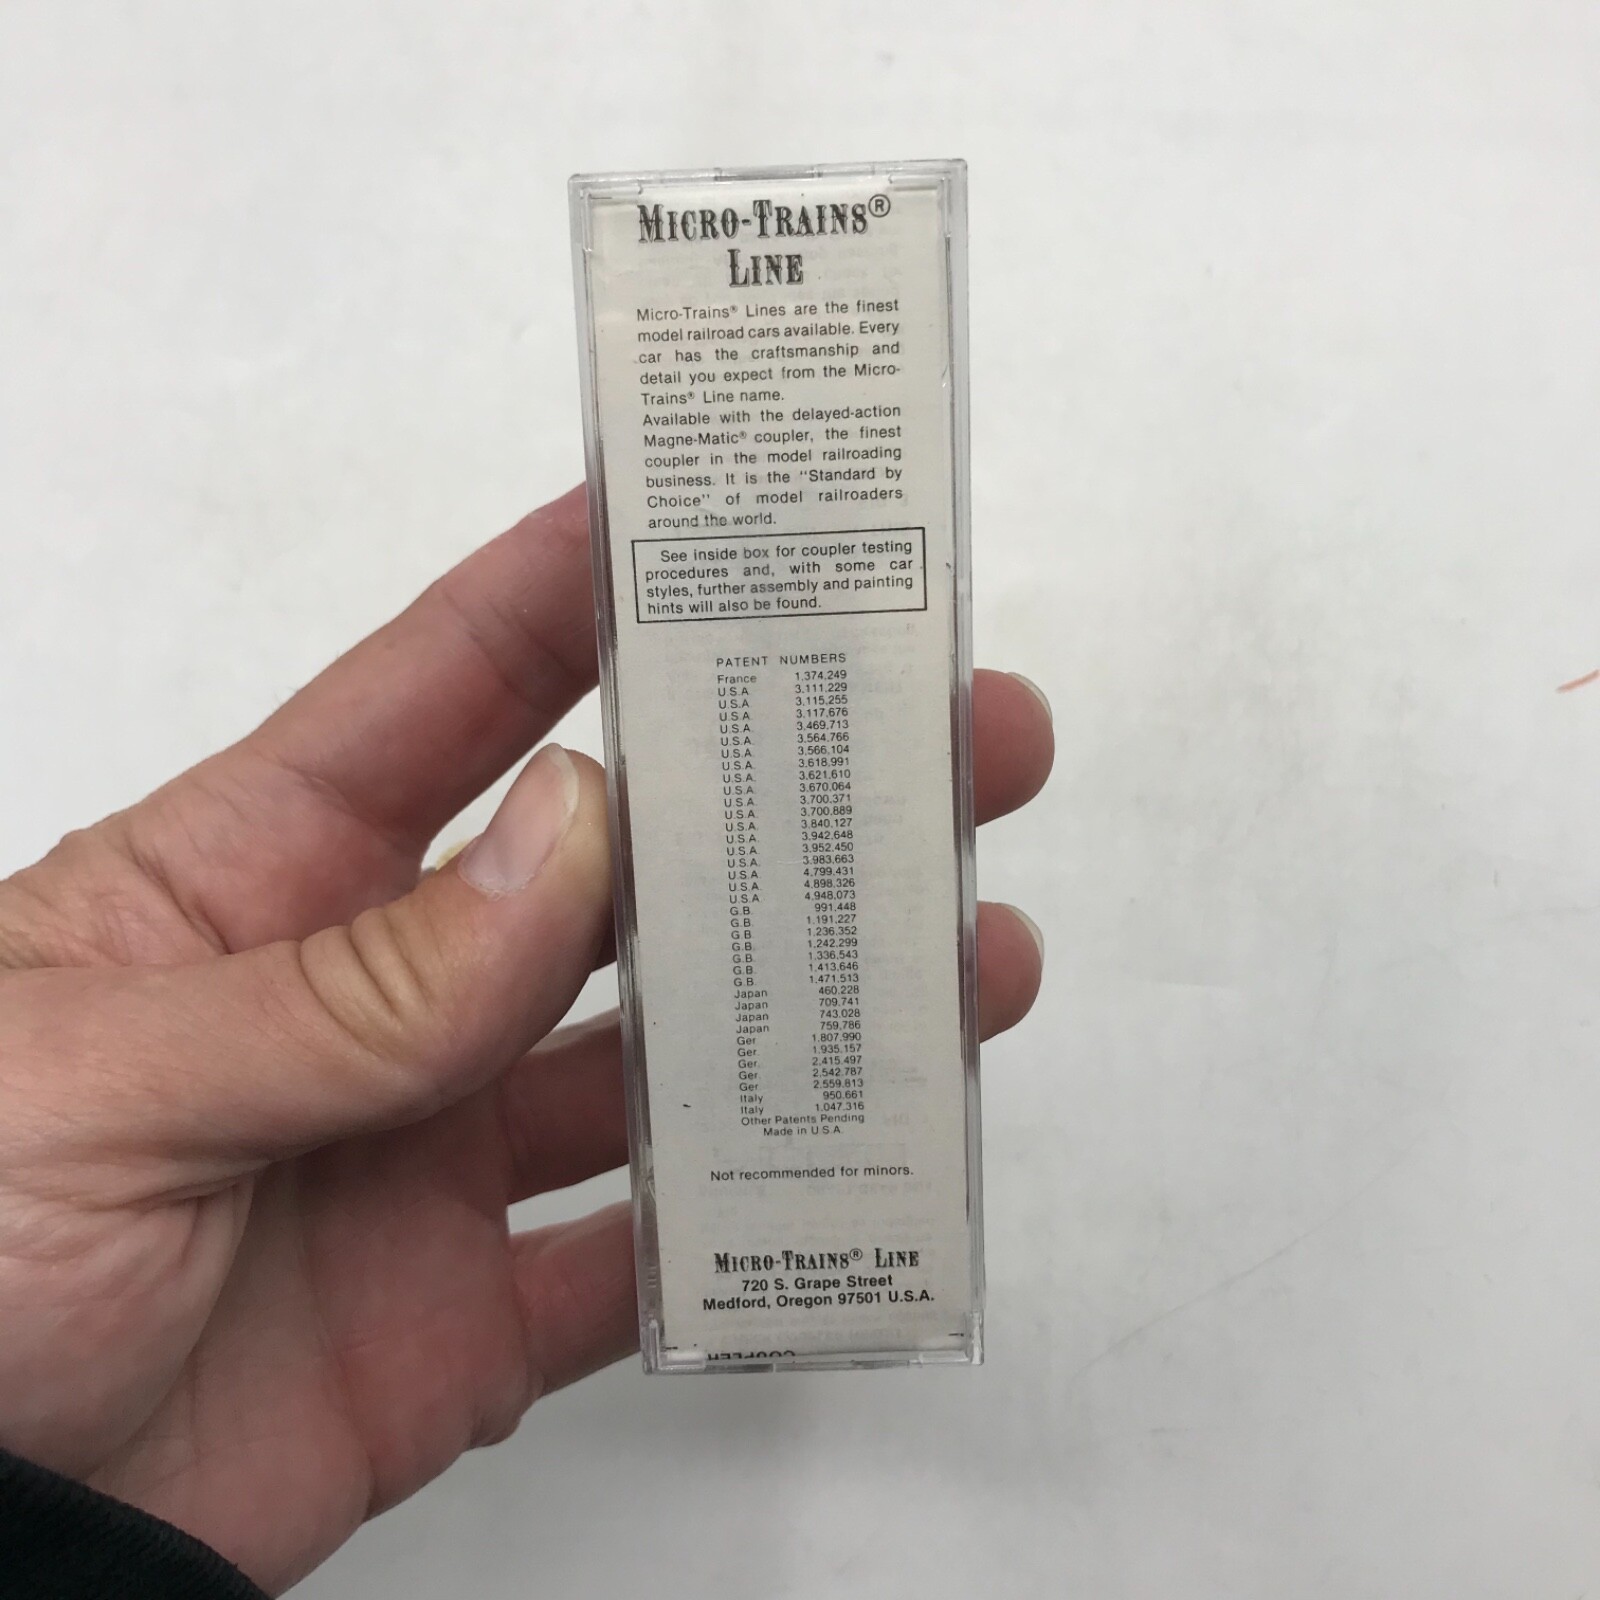 MICRO-TRAINS®
LINE
Micro-Trains® Lines are the finest
model railroad cars available. Every
car has the craftsmanship and
detail you expect from the Micro-
Trains® Line name.
Available with the delayed-action
Magne-Matic® coupler, the finest
coupler in the model railroading
business. It is the "Standard by
Choice" of model railroaders
around the world.
See inside box for coupler testing
procedures and, with some car
styles, further assembly and painting
hints will also be found.
PATENT NUMBERS
France 1,374,249
U.S.A. 3,111,229
U.S.A. 3,115,255
U.S.A. 3,117,676
U.S.A. 3,469,713
U.S.A. 3,564,766
U.S.A. 3,566,104
U.S.A. 3,618,991
U.S.A. 3,621,610
U.S.A. 3,670,064
U.S.A. 3,700,371
U.S.A. 3,700,889
U.S.A. 3,840,127
U.S.A. 3,942,648
U.S.A. 3,952,450
U.S.A. 3,983,663
U.S.A. 4,799,431
U.S.A. 4,898,326
U.S.A. 4,948,073
G.B. 991,448
G.B. 1,191,227
G.B. 1,236,352
G.B. 1,242,299
G.B. 1,336,543
G.B. 1,413,646
G.B. 1,471,513
Japan 460,228
Japan 709,741
Japan 743,028
Japan 759,786
Ger. 1,807,990
Ger. 1,935,157
Ger. 2,415,497
Ger. 2,542,787
Ger. 2,559,813
Italy 950,661
Italy 1,047,316
Other Patents Pending
Made in U.S.A.
Not recommended for minors.
MICRO-TRAINS® LINE
720 S. Grape Street
Medford, Oregon 97501 U.S.A.
COUPLER